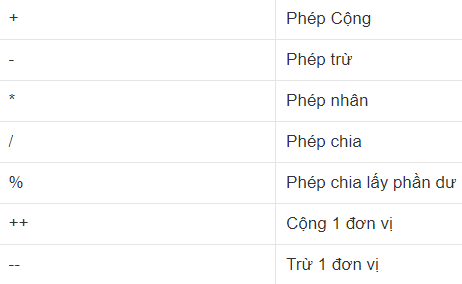 + Phép Cộng
- Phép trừ
* Phép nhân
/ Phép chia
% Phép chia lấy phần dư
++ Cộng 1 đơn vị
-- Trừ 1 đơn vị